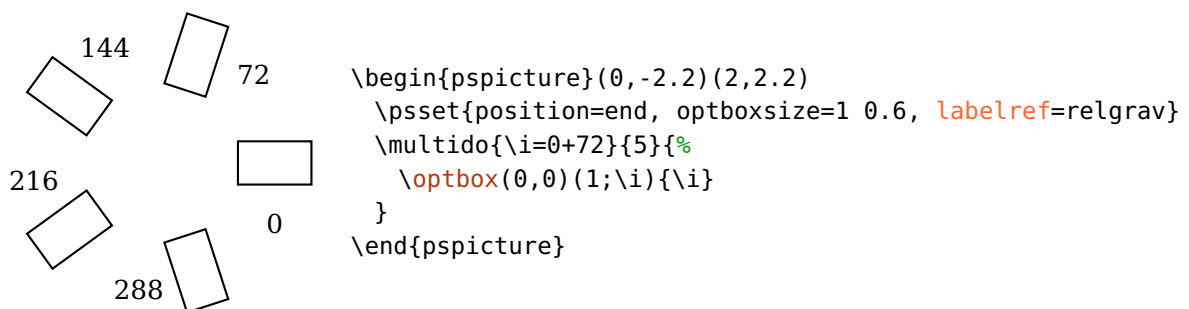 144
72
216
0
288
\begin{pspicture}(0,-2.2)(2,2.2)
  \psset{position=end, optboxsize=1 0.6, labelref=relgrav}
  \multido{\i=0+72}{5}{%
    \optbox(0,0)(1;\i){\i}
  }
\end{pspicture}